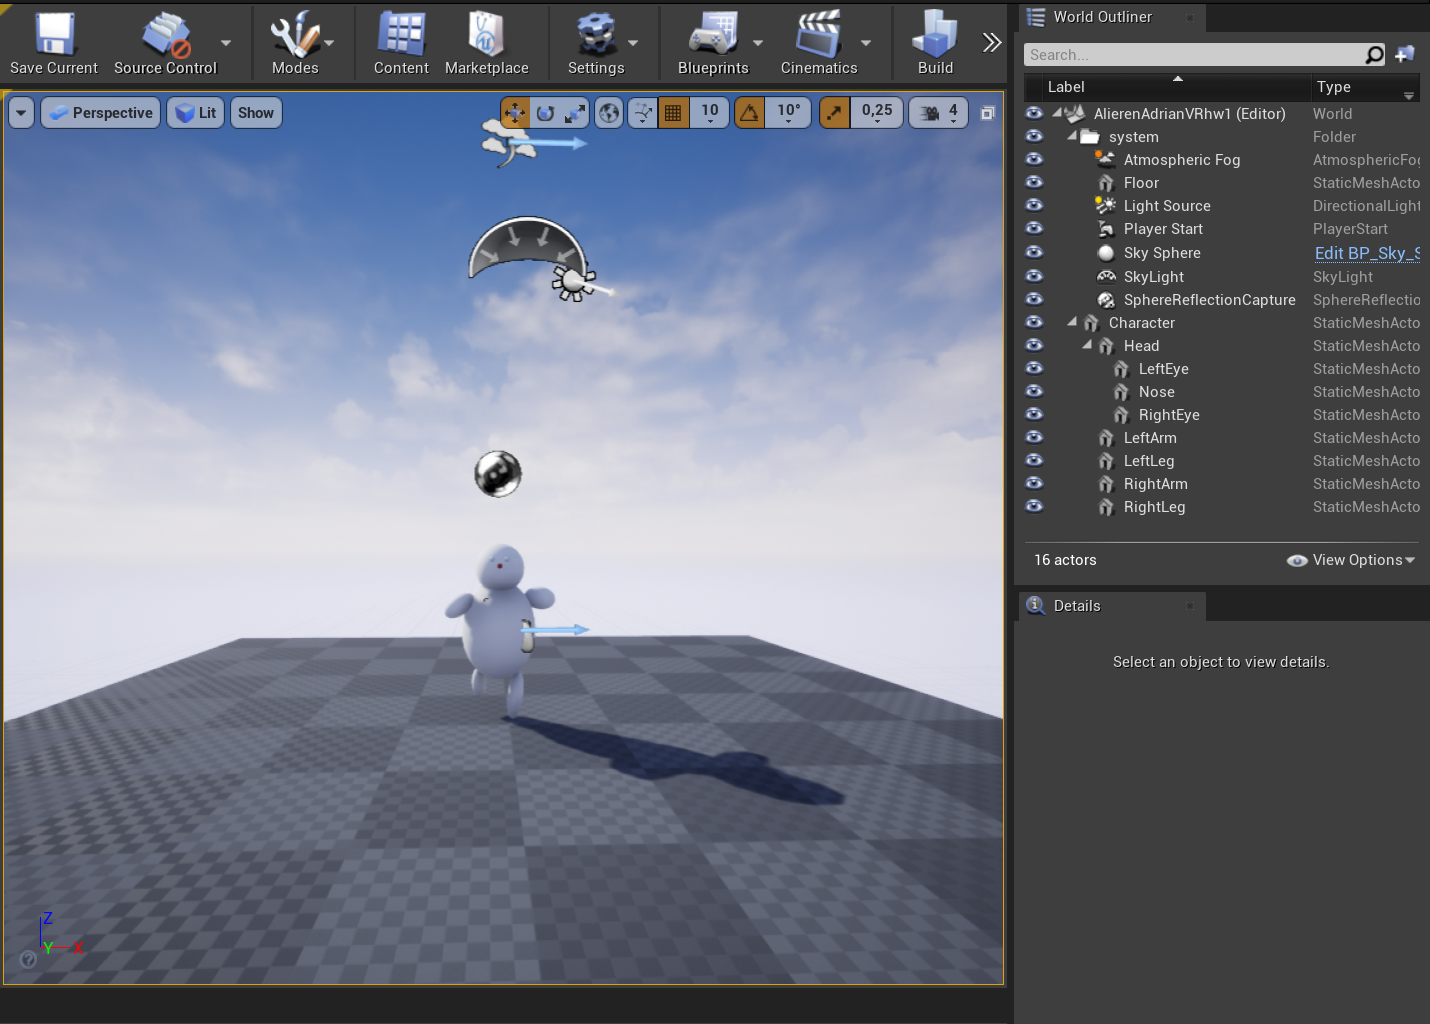 Save Current
Source Control
Modes
Content
Marketplace
Settings
Blueprints
Cinematics
Build
Perspective
Lit
Show
10
10°
0,25
4
Z
Y
X
World Outliner
Search...
Label
Type
AlierenAdrianVRhw1 (Editor)
World
system
Folder
Atmospheric Fog
AtmosphericFog
Floor
StaticMeshActo
Light Source
DirectionalLight
Player Start
PlayerStart
Sky Sphere
Edit BP_Sky_S
SkyLight
SkyLight
SphereReflectionCapture
SphereReflectio
Character
StaticMeshActo
Head
StaticMeshActo
LeftEye
StaticMeshActo
Nose
StaticMeshActo
RightEye
StaticMeshActo
LeftArm
StaticMeshActo
LeftLeg
StaticMeshActo
RightArm
StaticMeshActo
RightLeg
StaticMeshActo
16 actors
View Options
Details
Select an object to view details.